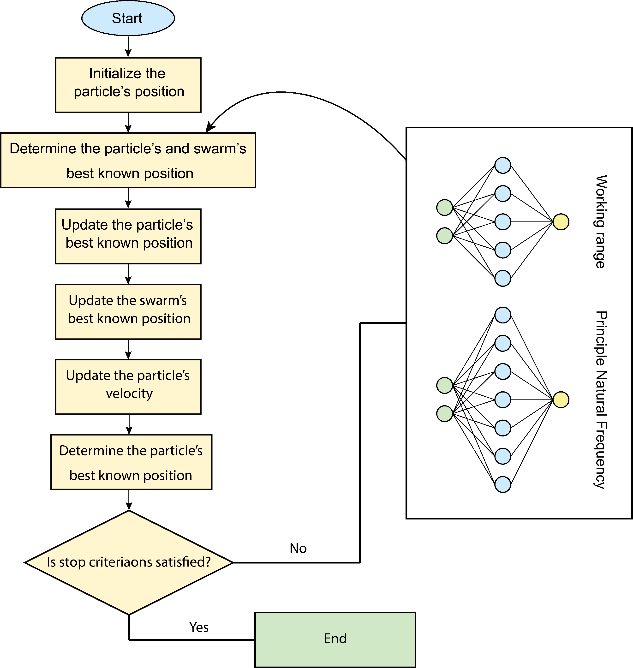 Start
Initialize the
particle's position
Determine the particle's and swarm's
best known position
Update the particle's
best known position
Update the swarm's
best known position
Update the particle's
velocity
Determine the particle's
best known position
Is stop criteriaons satisfied?
No
Yes
End
Working range
Principle Natural Frequency